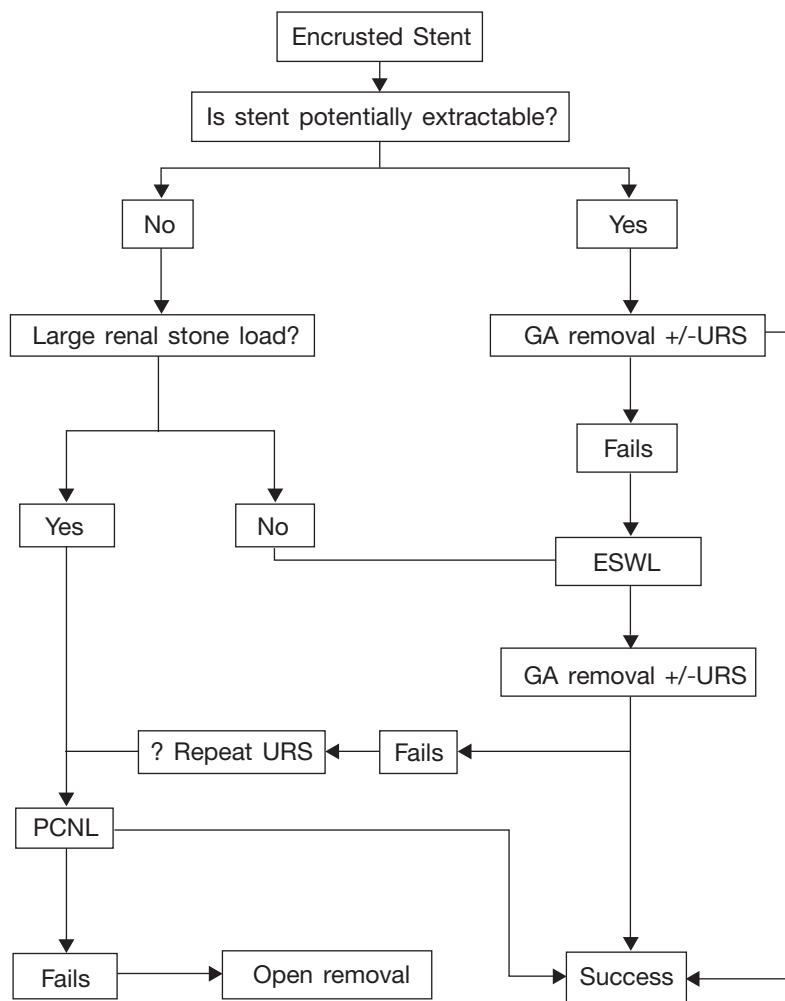 Encrusted Stent
Is stent potentially extractable?
No
Yes
Large renal stone load?
GA removal +/-URS
Fails
Yes
No
ESWL
GA removal +/-URS
? Repeat URS
Fails
PCNL
Fails
Open removal
Success